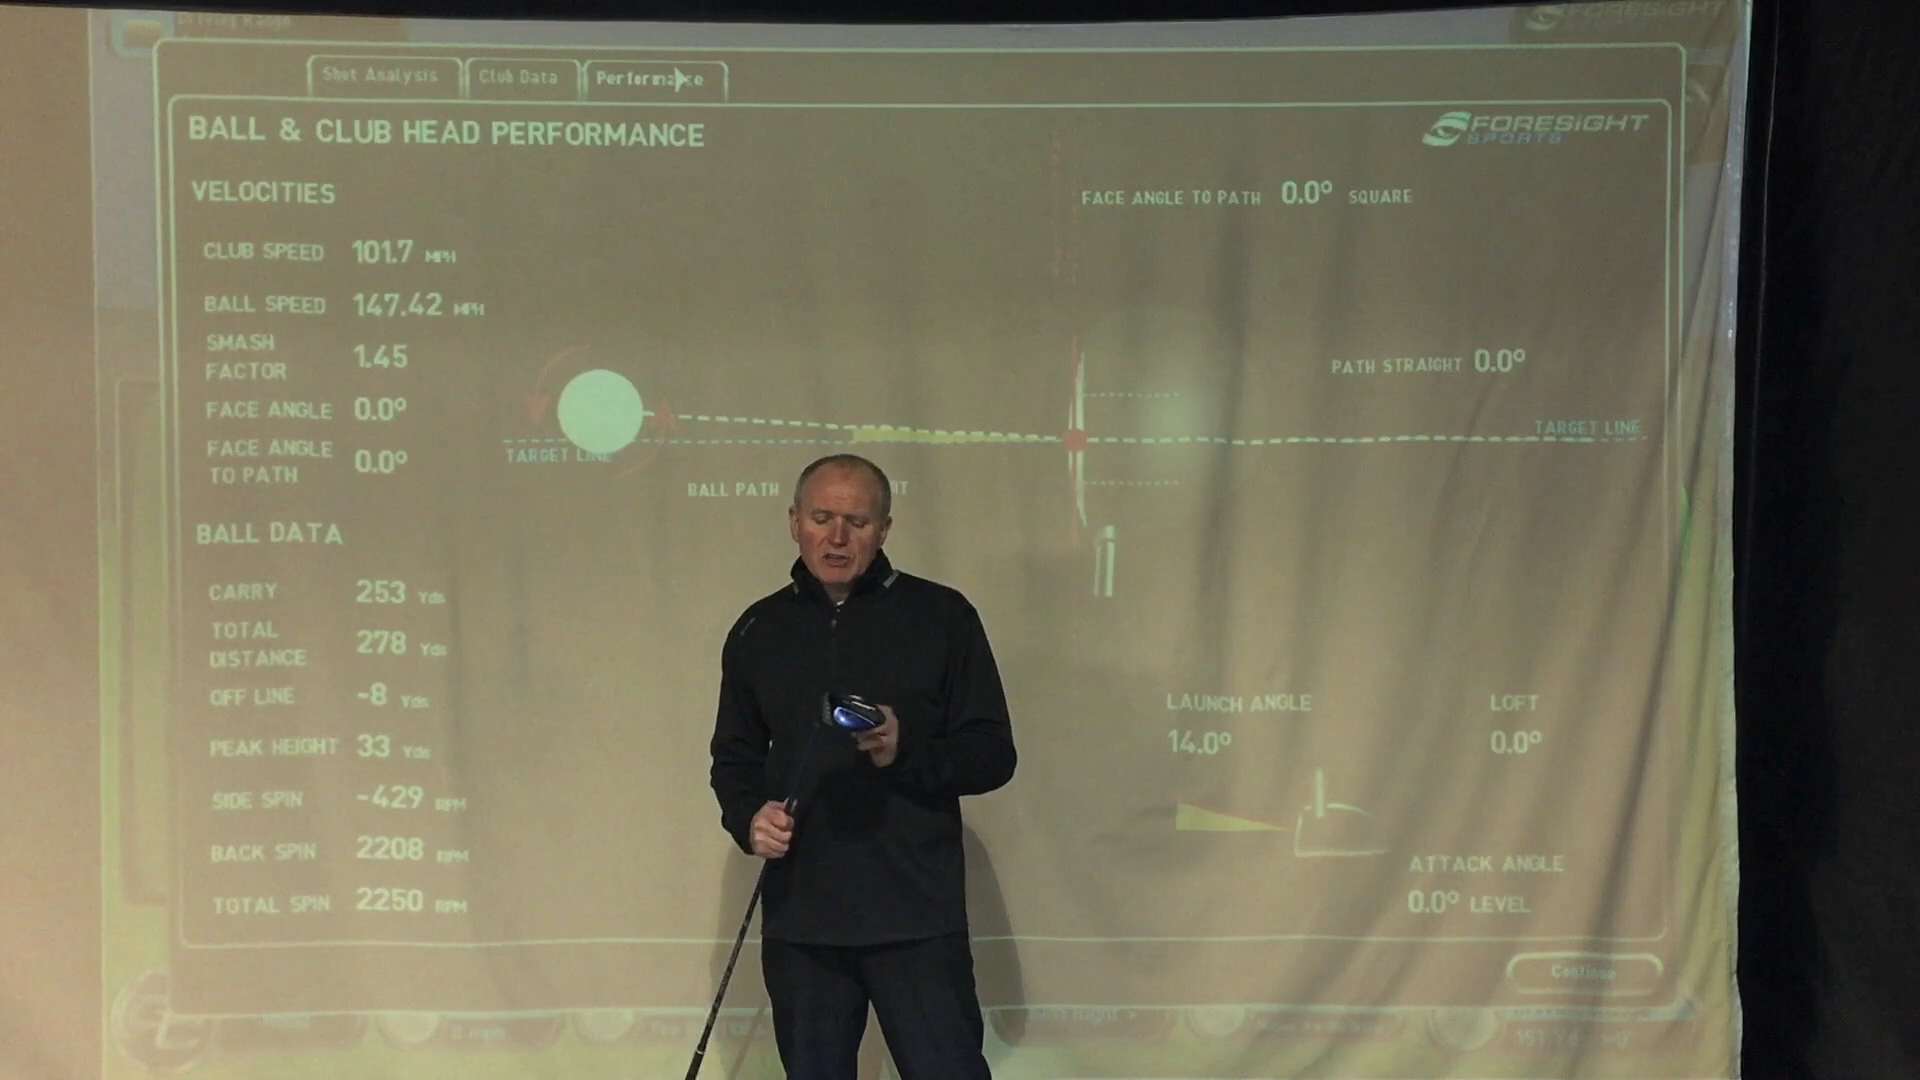 Driving Range
FORESIGHT
Shot Analysis
Club Data
Performance
BALL & CLUB HEAD PERFORMANCE
FORESIGHT
SPORTS
VELOCITIES
FACE ANGLE TO PATH 0.0° SQUARE
CLUB SPEED 101.7 MPH
BALL SPEED 147.42 MPH
SMASH
FACTOR 1.45
PATH STRAIGHT 0.0°
FACE ANGLE 0.0°
FACE ANGLE
TO PATH 0.0°
TARGET LINE
TARGET LINE
BALL PATH
BALL DATA
CARRY 253 Yds
TOTAL
DISTANCE 278 Yds
OFF LINE -8 Yds
PEAK HEIGHT 33 Yds
SIDE SPIN -429 RPM
BACK SPIN 2208 RPM
TOTAL SPIN 2250 RPM
LAUNCH ANGLE
14.0°
LOFT
0.0°
ATTACK ANGLE
0.0° LEVEL
Continue
0 mph